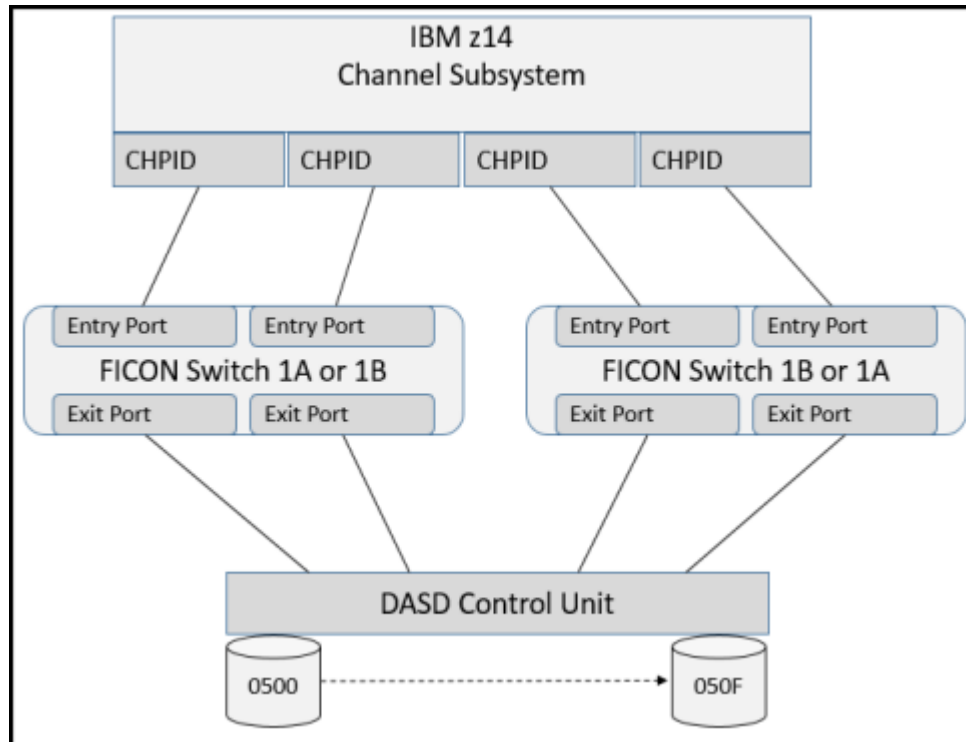 IBM z14
Channel Subsystem
CHPID
CHPID
CHPID
CHPID
Entry Port
Entry Port
Entry Port
Entry Port
FICON Switch 1A or 1B
FICON Switch 1B or 1A
Exit Port
Exit Port
Exit Port
Exit Port
DASD Control Unit
0500
050F